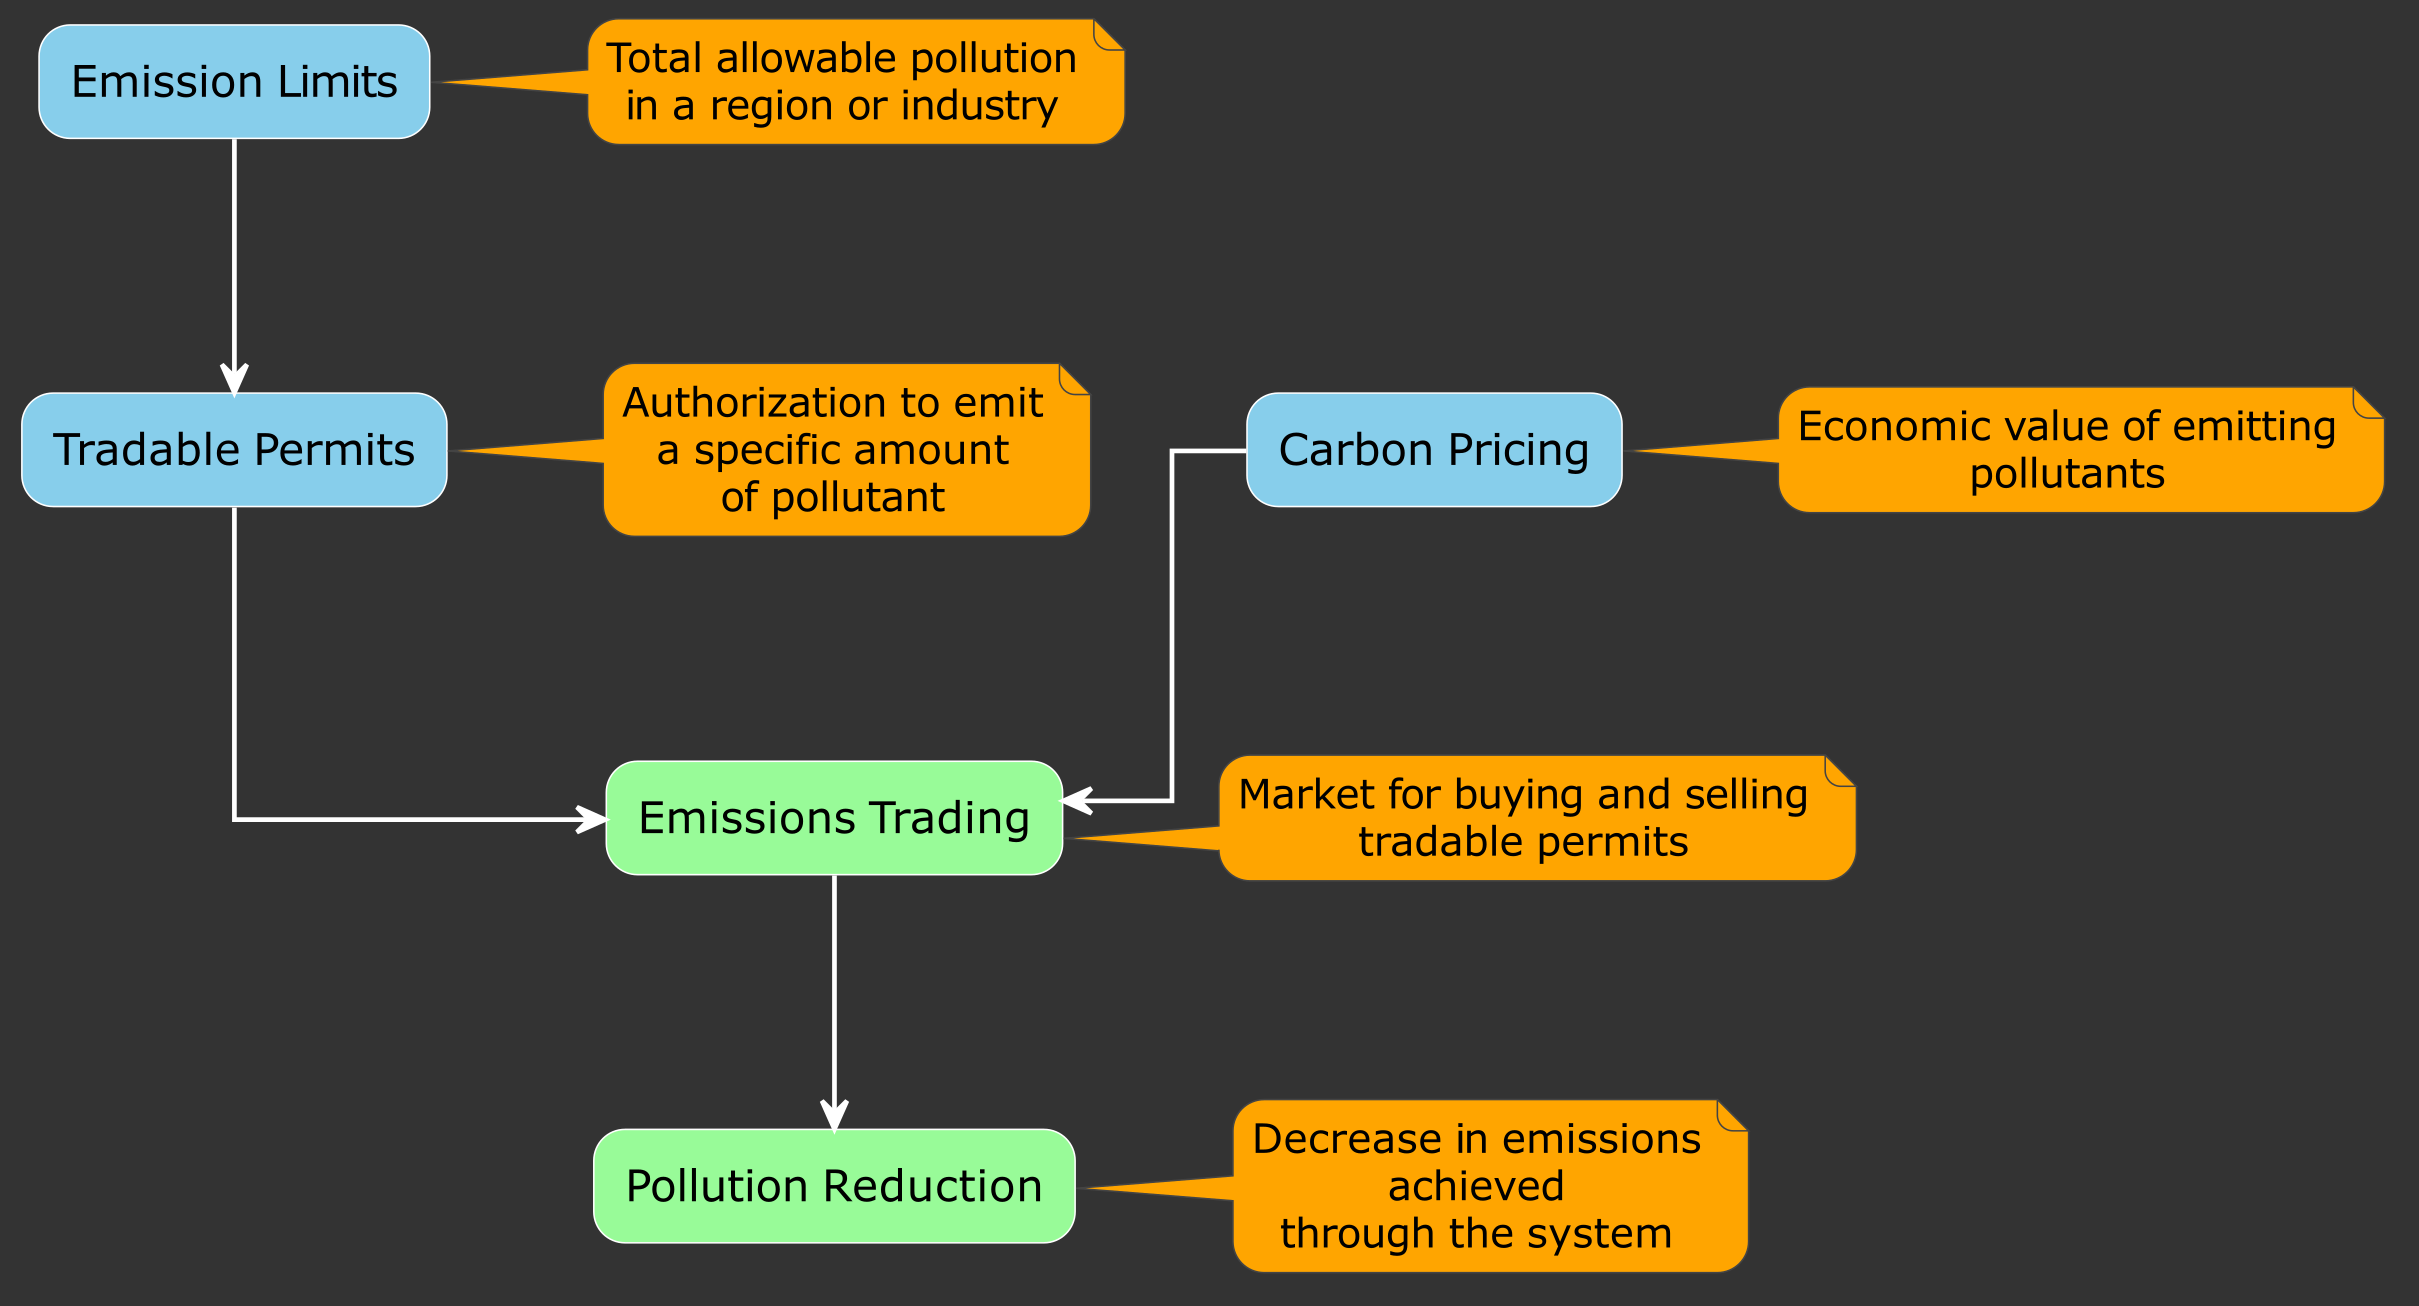 Emission Limits
Total allowable pollution
in a region or industry
Tradable Permits
Authorization to emit
a specific amount
of pollutant
Carbon Pricing
Economic value of emitting
pollutants
Emissions Trading
Market for buying and selling
tradable permits
Pollution Reduction
Decrease in emissions
achieved
through the system